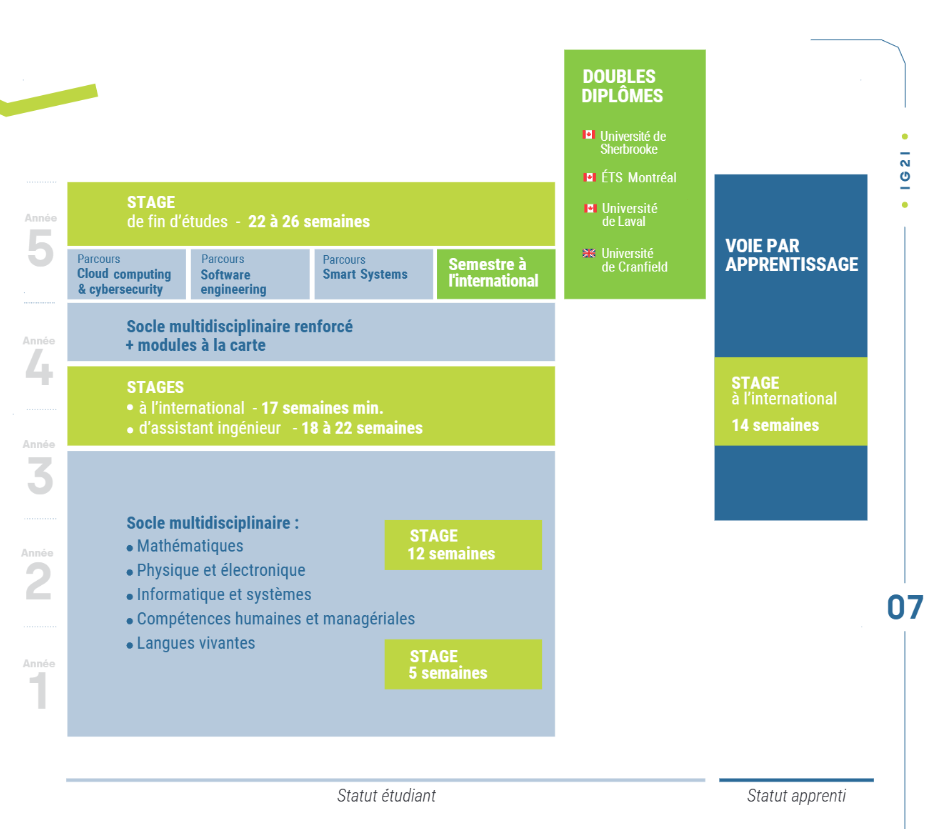 DOUBLES
DIPLÔMES
Université de
Sherbrooke
ÉTS Montréal
Université
de Laval
Université
de Cranfield
IG2I
Année
5
STAGE
de fin d'études - 22 à 26 semaines
Parcours
Cloud computing
& cybersecurity
Parcours
Software
engineering
Parcours
Smart Systems
Semestre à
l'international
VOIE PAR
APPRENTISSAGE
Année
4
Socle multidisciplinaire renforcé
+ modules à la carte
STAGES
• à l'international - 17 semaines min.
• d'assistant ingénieur - 18 à 22 semaines
STAGE
à l'international
14 semaines
Année
3
Socle multidisciplinaire :
• Mathématiques
• Physique et électronique
• Informatique et systèmes
• Compétences humaines et managériales
• Langues vivantes
STAGE
12 semaines
Année
2
STAGE
5 semaines
Année
1
07
Statut étudiant
Statut apprenti